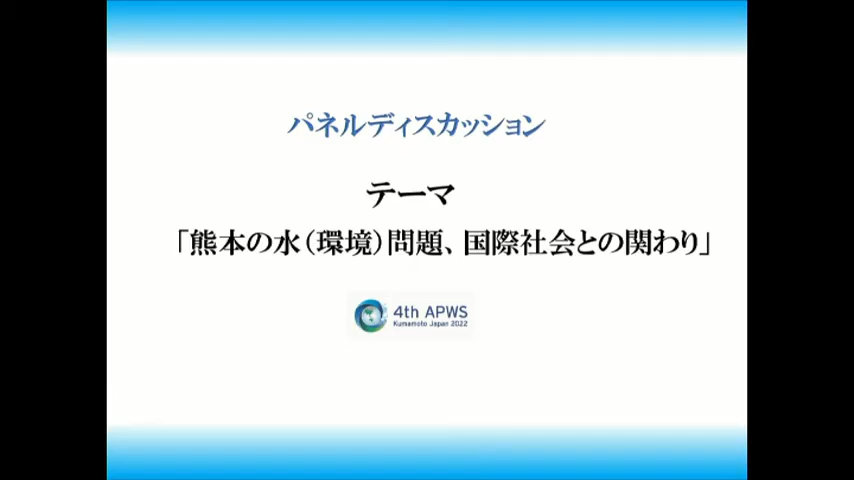 パネルディスカッション
テーマ
「熊本の水（環境）問題、国際社会との関わり」
4th APWS
Kumamoto Japan 2022